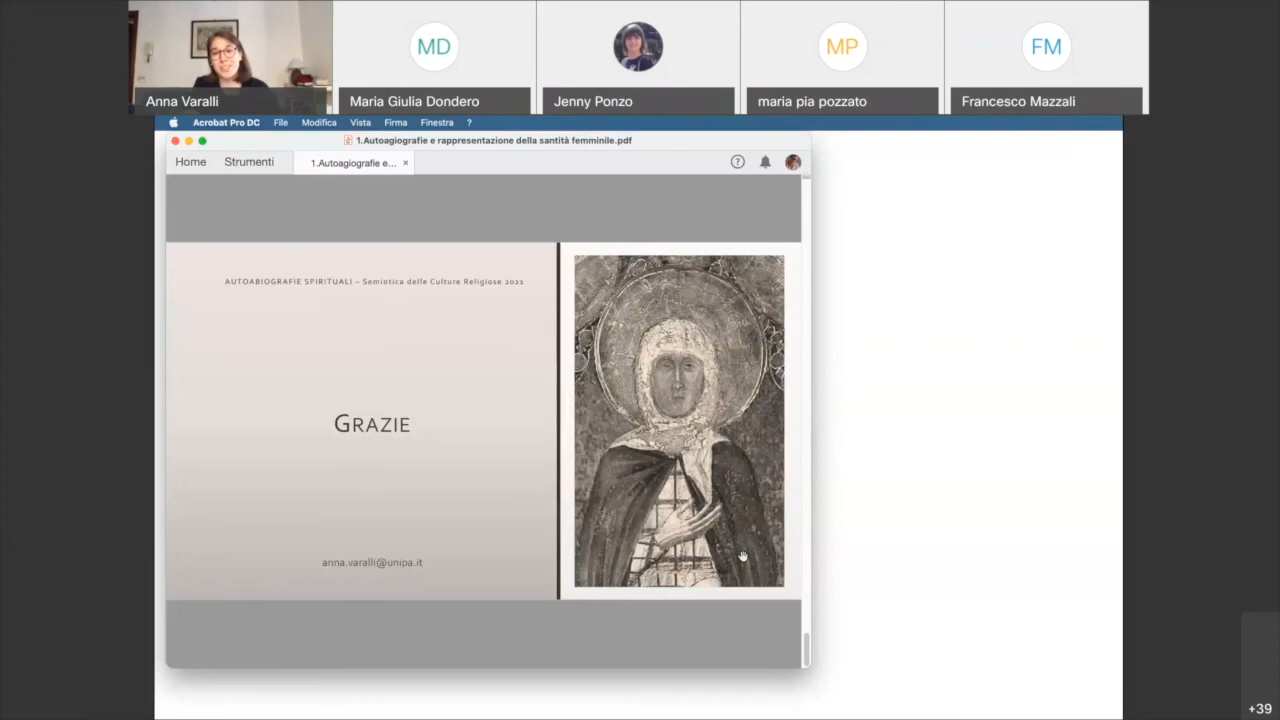 MD
MP
FM
Anna Varalli
Maria Giulia Dondero
Jenny Ponzo
maria pia pozzato
Francesco Mazzali
Acrobat Pro DC File Modifica Vista Firma Finestra ?
1.Autoagiografie e rappresentazione della santità femminile.pdf
Home Strumenti 1.Autoagiografie e... ×
?
AUTOABIOGRAFIE SPIRITUALI – Semiotica delle Culture Religiose 2021
GRAZIE
anna.varalli@unipa.it
+39